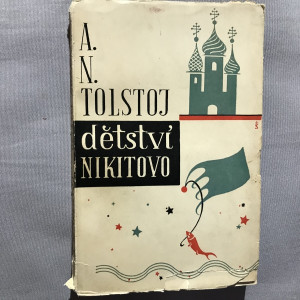 A.
N.
TOLSTOJ
dětství
NIKITOVO